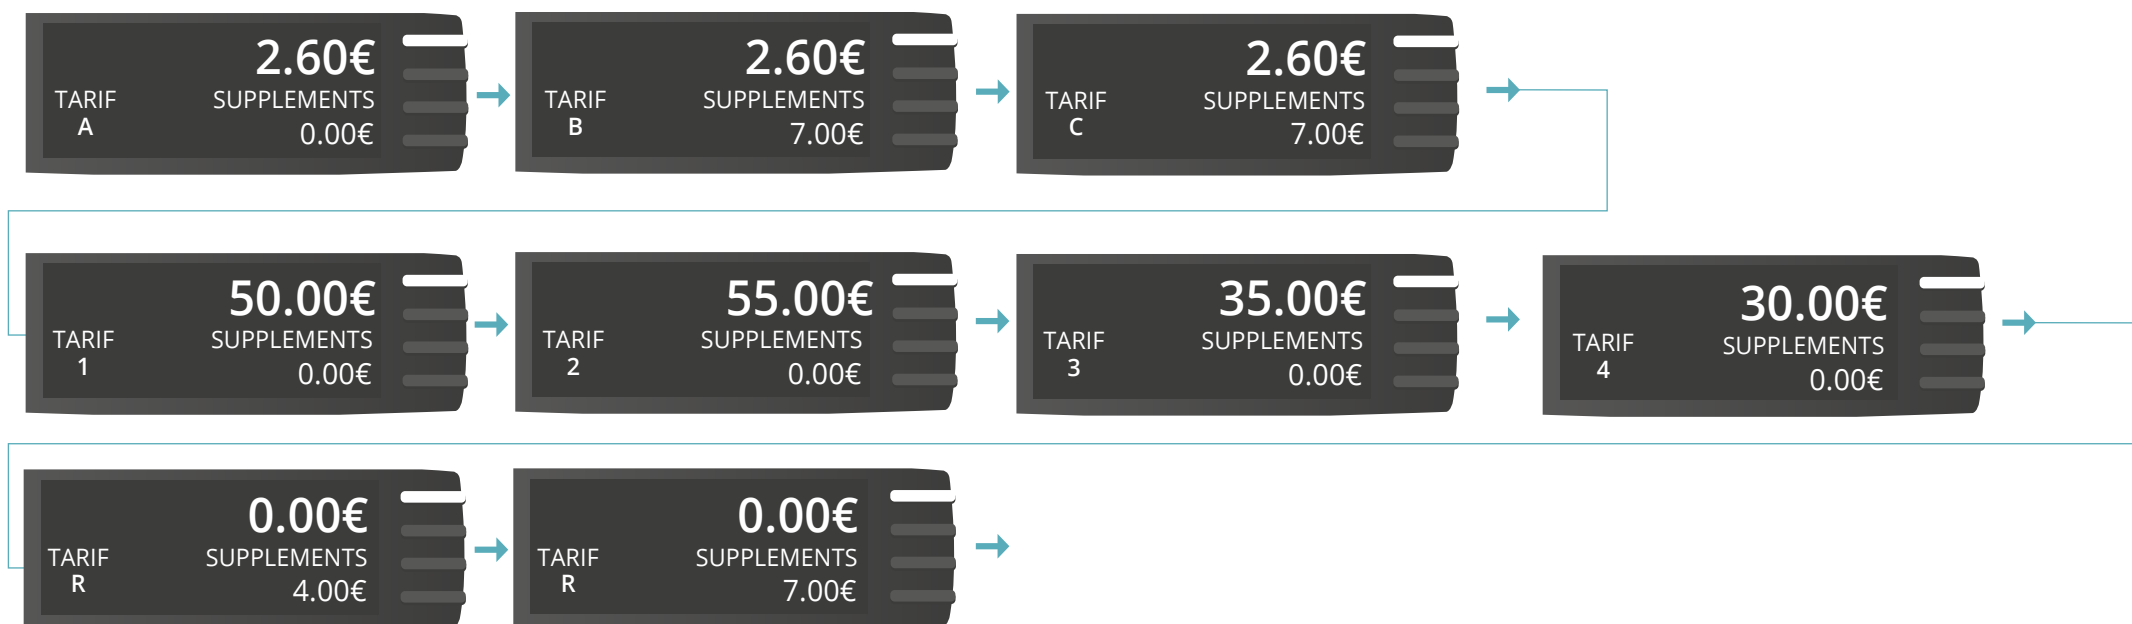 2.60€
TARIF SUPPLEMENTS
A 0.00€
2.60€
TARIF SUPPLEMENTS
B 7.00€
2.60€
TARIF SUPPLEMENTS
C 7.00€
50.00€
TARIF SUPPLEMENTS
1 0.00€
55.00€
TARIF SUPPLEMENTS
2 0.00€
35.00€
TARIF SUPPLEMENTS
3 0.00€
30.00€
TARIF SUPPLEMENTS
4 0.00€
0.00€
TARIF SUPPLEMENTS
R 4.00€
0.00€
TARIF SUPPLEMENTS
R 7.00€